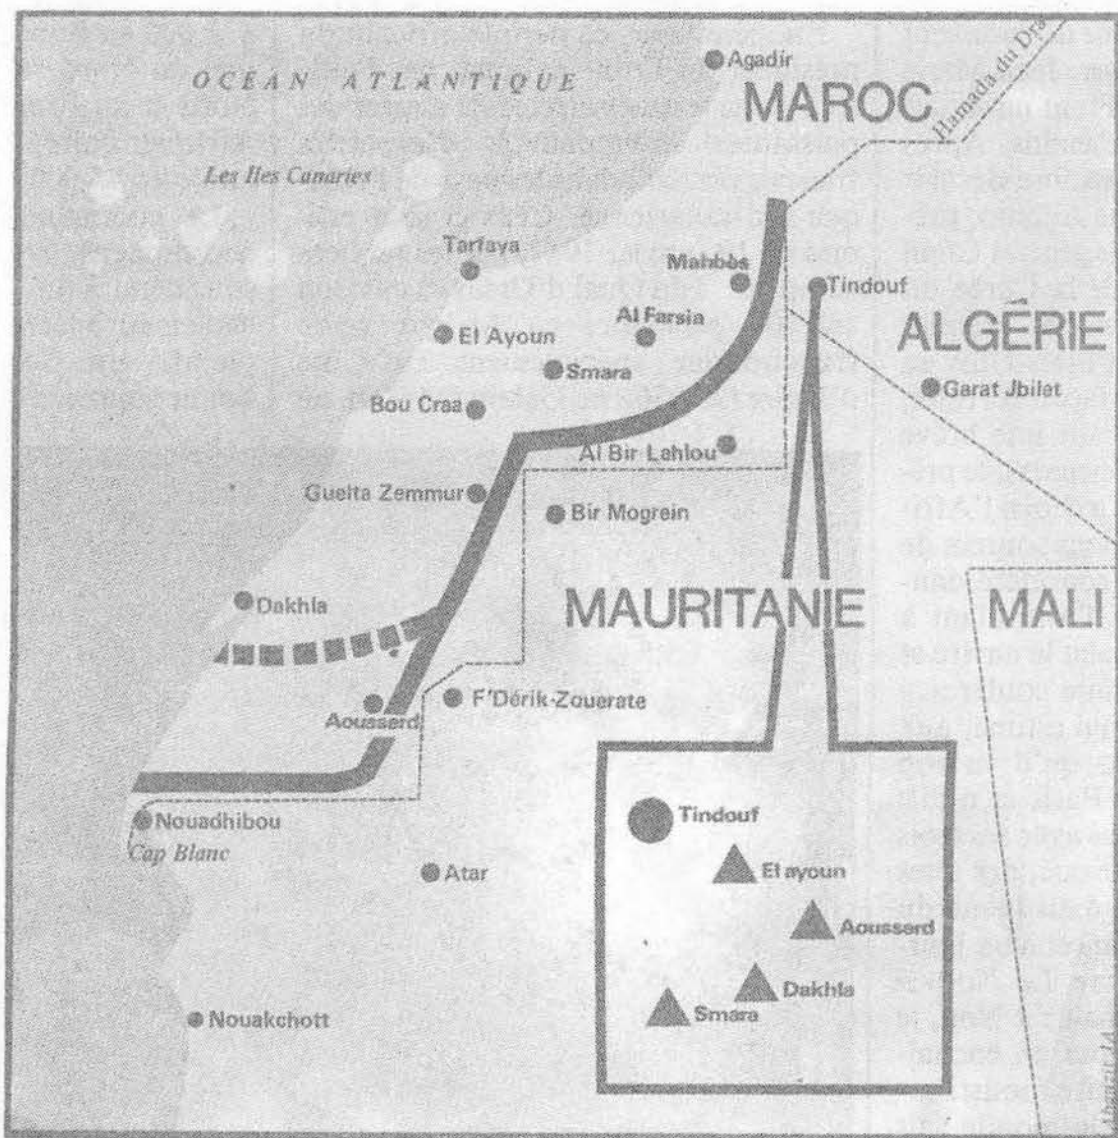 Agadir
OCEAN ATLANTIQUE
MAROC
Hamada du Dra
Les Iles Canaries
Tarfaya
Mahbès
Tindouf
Al Farsia
El Ayoun
ALGÉRIE
Smara
Garat Jbilet
Bou Craa
Al Bir Lahlou
Guelta Zemmur
Bir Mogrein
Dakhla
MAURITANIE
MALI
F'Dérik-Zouerate
Aousserd
Tindouf
Nouadhibou
Cap Blanc
El ayoun
Atar
Aousserd
Dakhla
Smara
Nouakchott